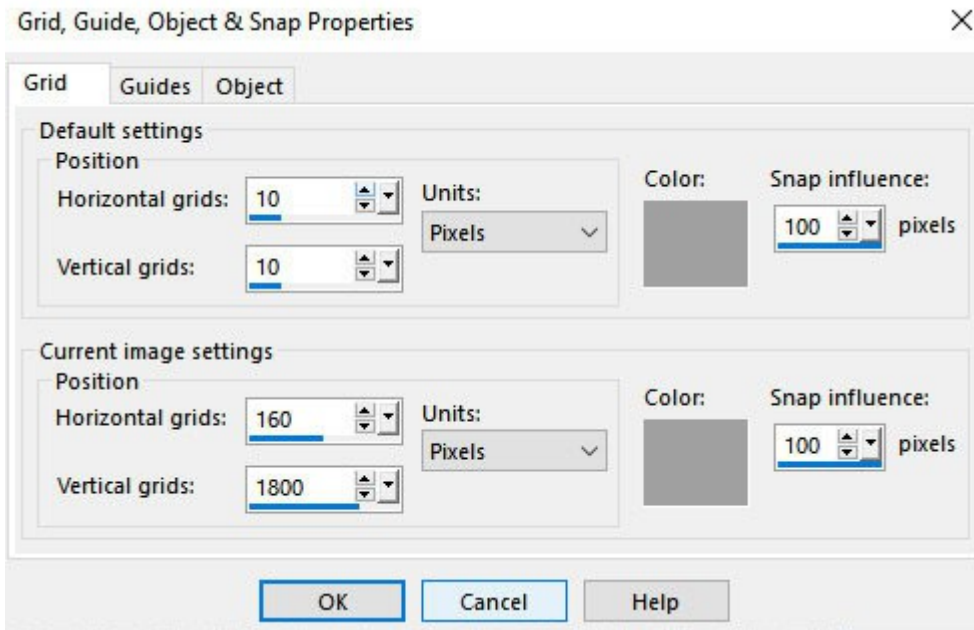 Grid, Guide, Object & Snap Properties
Grid Guides Object
Default settings
Position
Horizontal grids: 10
Units:
Pixels
Vertical grids: 10
Color:
Snap influence:
100 pixels
Current image settings
Position
Horizontal grids: 160
Units:
Pixels
Vertical grids: 1800
Color:
Snap influence:
100 pixels
OK Cancel Help